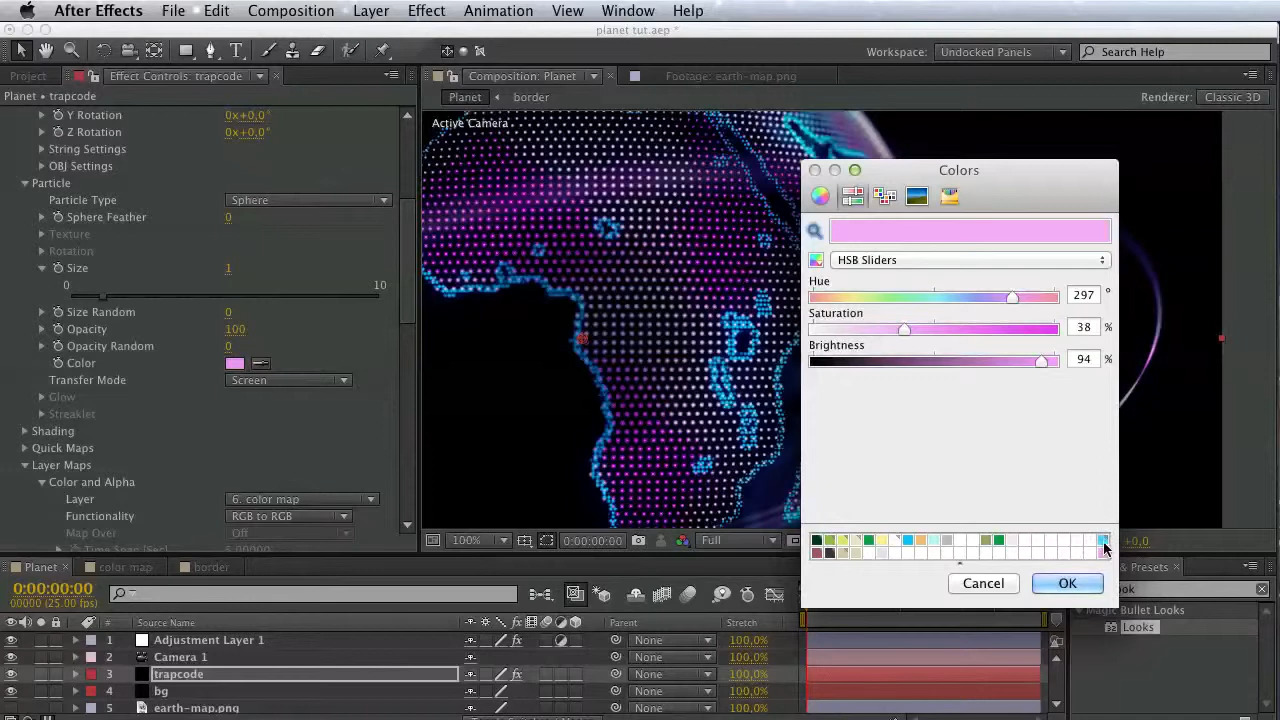 After Effects File Edit Composition Layer Effect Animation View Window Help
planet tut.aep *
Workspace: Undocked Panels Search Help
Project Effect Controls: trapcode Composition: Planet Footage: earth-map.png
Planet • trapcode Planet border Renderer: Classic 3D
Y Rotation 0x+0,0°
Z Rotation 0x+0,0°
String Settings
OBJ Settings
Particle
Particle Type Sphere
Sphere Feather 0
Texture
Rotation
Size 1
0 10
Size Random 0
Opacity 100
Opacity Random 0
Color
Transfer Mode Screen
Glow
Streaklet
Shading
Quick Maps
Layer Maps
Color and Alpha
Layer 6. color map
Functionality RGB to RGB
Map Over Off
Active Camera
Colors
HSB Sliders
Hue
297 °
Saturation
38 %
Brightness
94 %
Cancel OK
100% 0:00:00:00 Full +0,0
Planet color map border
0:00:00:00
00000 (25.00 fps)
# Source Name Parent Stretch
1 Adjustment Layer 1 fx None 100,0%
2 Camera 1 None 100,0%
3 trapcode fx None 100,0%
4 bg None 100,0%
5 earth-map.png None 100,0%
& Presets
ook
Magic Bullet Looks
Looks